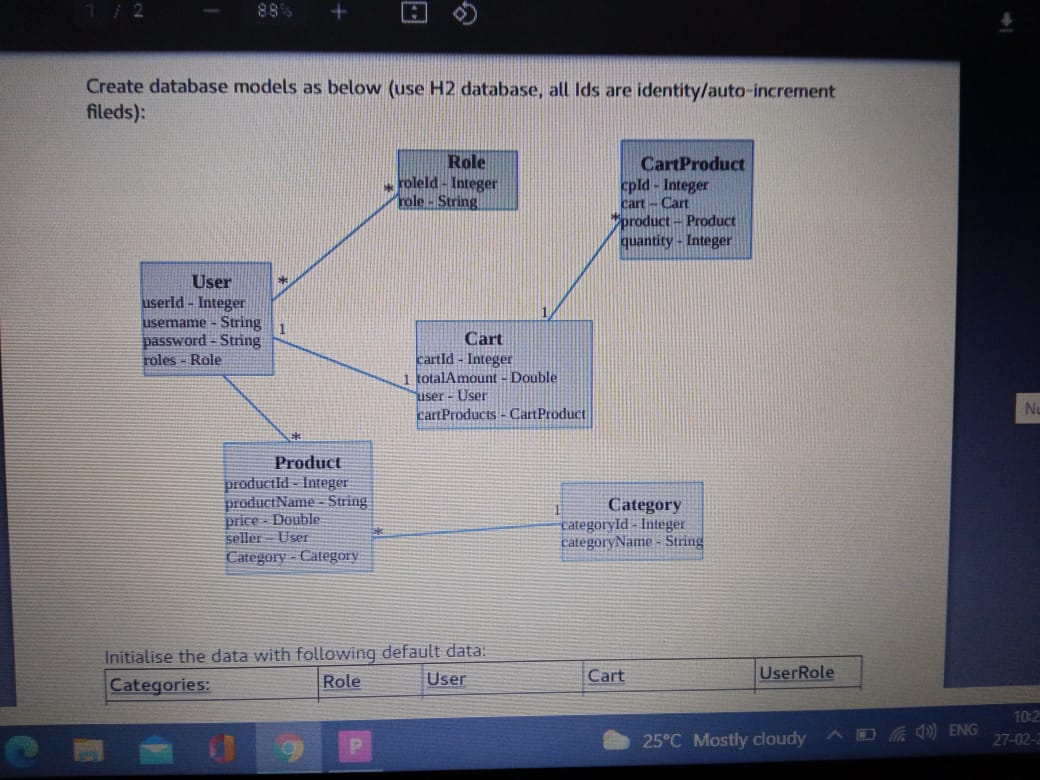 1 / 2
88%
Create database models as below (use H2 database, all Ids are identity/auto-increment
fileds):
Role
roleId - Integer
role - String
*
CartProduct
cpId - Integer
cart – Cart
product – Product
quantity - Integer
*
User
userId - Integer
username - String
password - String
roles - Role
*
1
1
Cart
cartId - Integer
totalAmount - Double
user - User
cartProducts - CartProduct
1
*
Product
productId - Integer
productName - String
price - Double
seller – User
Category - Category
*
1
Category
categoryId - Integer
categoryName - String
Initialise the data with following default data:
Categories: Role User Cart UserRole
P
25°C Mostly cloudy
ENG
10:2
27-02-